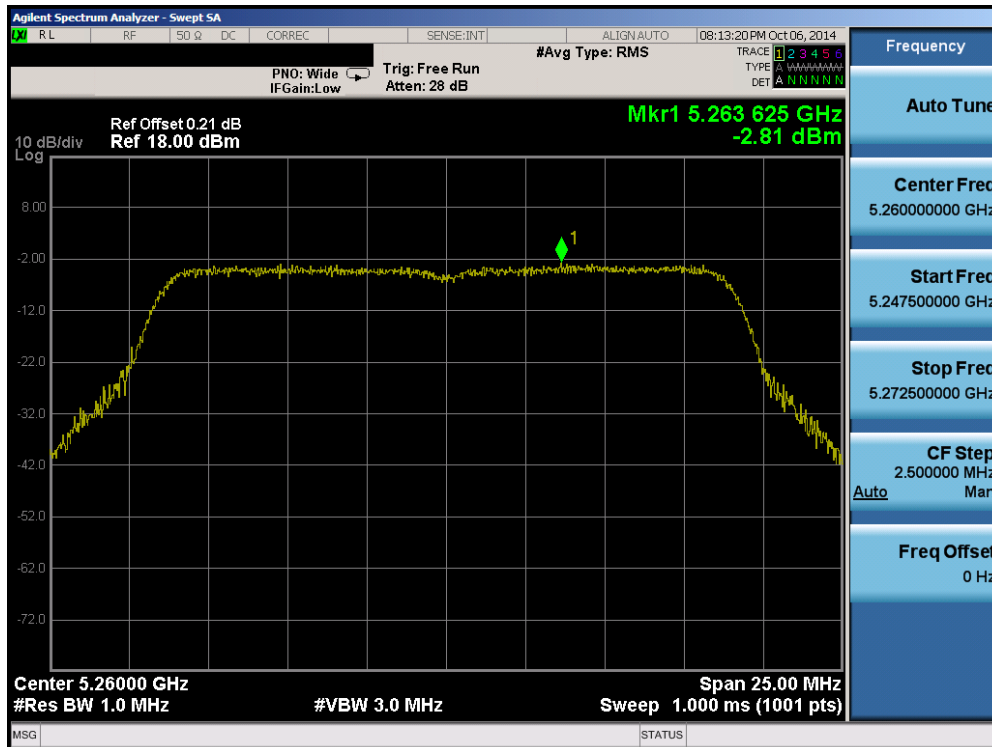 Agilent Spectrum Analyzer - Swept SA
LXI R L RF 50 Ω DC CORREC SENSE:INT ALIGN AUTO 08:13:20 PM Oct 06, 2014
#Avg Type: RMS TRACE 1 2 3 4 5 6
PNO: Wide Trig: Free Run TYPE A WWWWW
IFGain:Low Atten: 28 dB DET A N N N N N
Mkr1 5.263 625 GHz
-2.81 dBm
Ref Offset 0.21 dB
10 dB/div Ref 18.00 dBm
Log
1
8.00
-2.00
-12.0
-22.0
-32.0
-42.0
-52.0
-62.0
-72.0
Center 5.26000 GHz Span 25.00 MHz
#Res BW 1.0 MHz #VBW 3.0 MHz Sweep 1.000 ms (1001 pts)
MSG STATUS
Frequency
Auto Tune
Center Freq
5.260000000 GHz
Start Freq
5.247500000 GHz
Stop Freq
5.272500000 GHz
CF Step
2.500000 MHz
Auto Man
Freq Offset
0 Hz